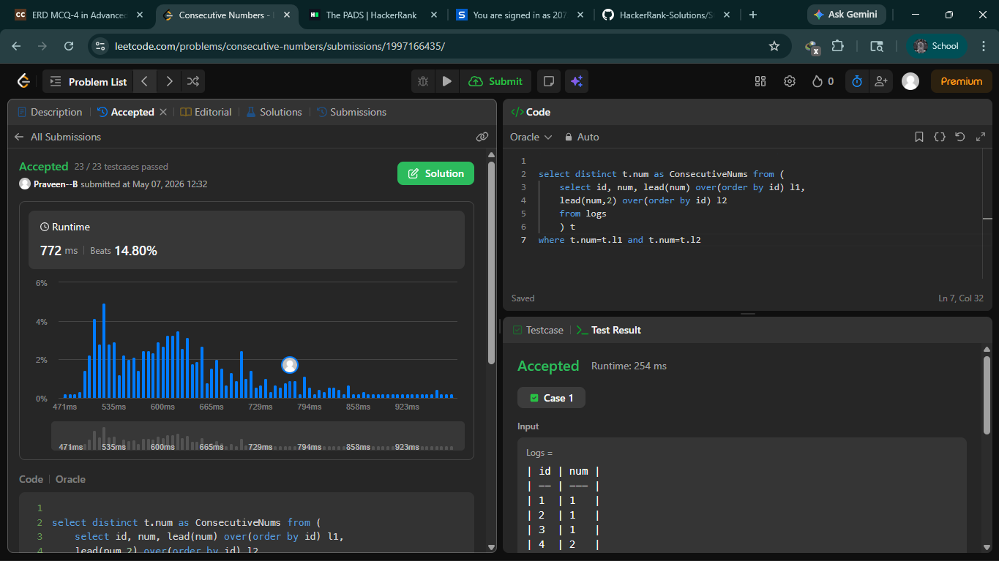 CC ERD MCQ-4 in Advanced
Consecutive Numbers - L
The PADS | HackerRank
S You are signed in as 207
HackerRank-Solutions/S
Ask Gemini
leetcode.com/problems/consecutive-numbers/submissions/1997166435/
School
Problem List
Submit
0
Premium
Description
Accepted
Editorial
Solutions
Submissions
All Submissions
Accepted 23 / 23 testcases passed
Praveen--B submitted at May 07, 2026 12:32
Solution
Runtime
772 ms Beats 14.80%
6%
4%
2%
0%
471ms 535ms 600ms 665ms 729ms 794ms 858ms 923ms
471ms 535ms 600ms 665ms 729ms 794ms 858ms 923ms
Code Oracle
1
2 select distinct t.num as ConsecutiveNums from (
3 select id, num, lead(num) over(order by id) l1,
4 lead(num,2) over(order by id) l2
</> Code
Oracle Auto
1
2 select distinct t.num as ConsecutiveNums from (
3 select id, num, lead(num) over(order by id) l1,
4 lead(num,2) over(order by id) l2
5 from logs
6 ) t
7 where t.num=t.l1 and t.num=t.l2
Saved
Ln 7, Col 32
Testcase
Test Result
Accepted Runtime: 254 ms
Case 1
Input
Logs =
| id | num |
| -- | --- |
| 1 | 1 |
| 2 | 1 |
| 3 | 1 |
| 4 | 2 |